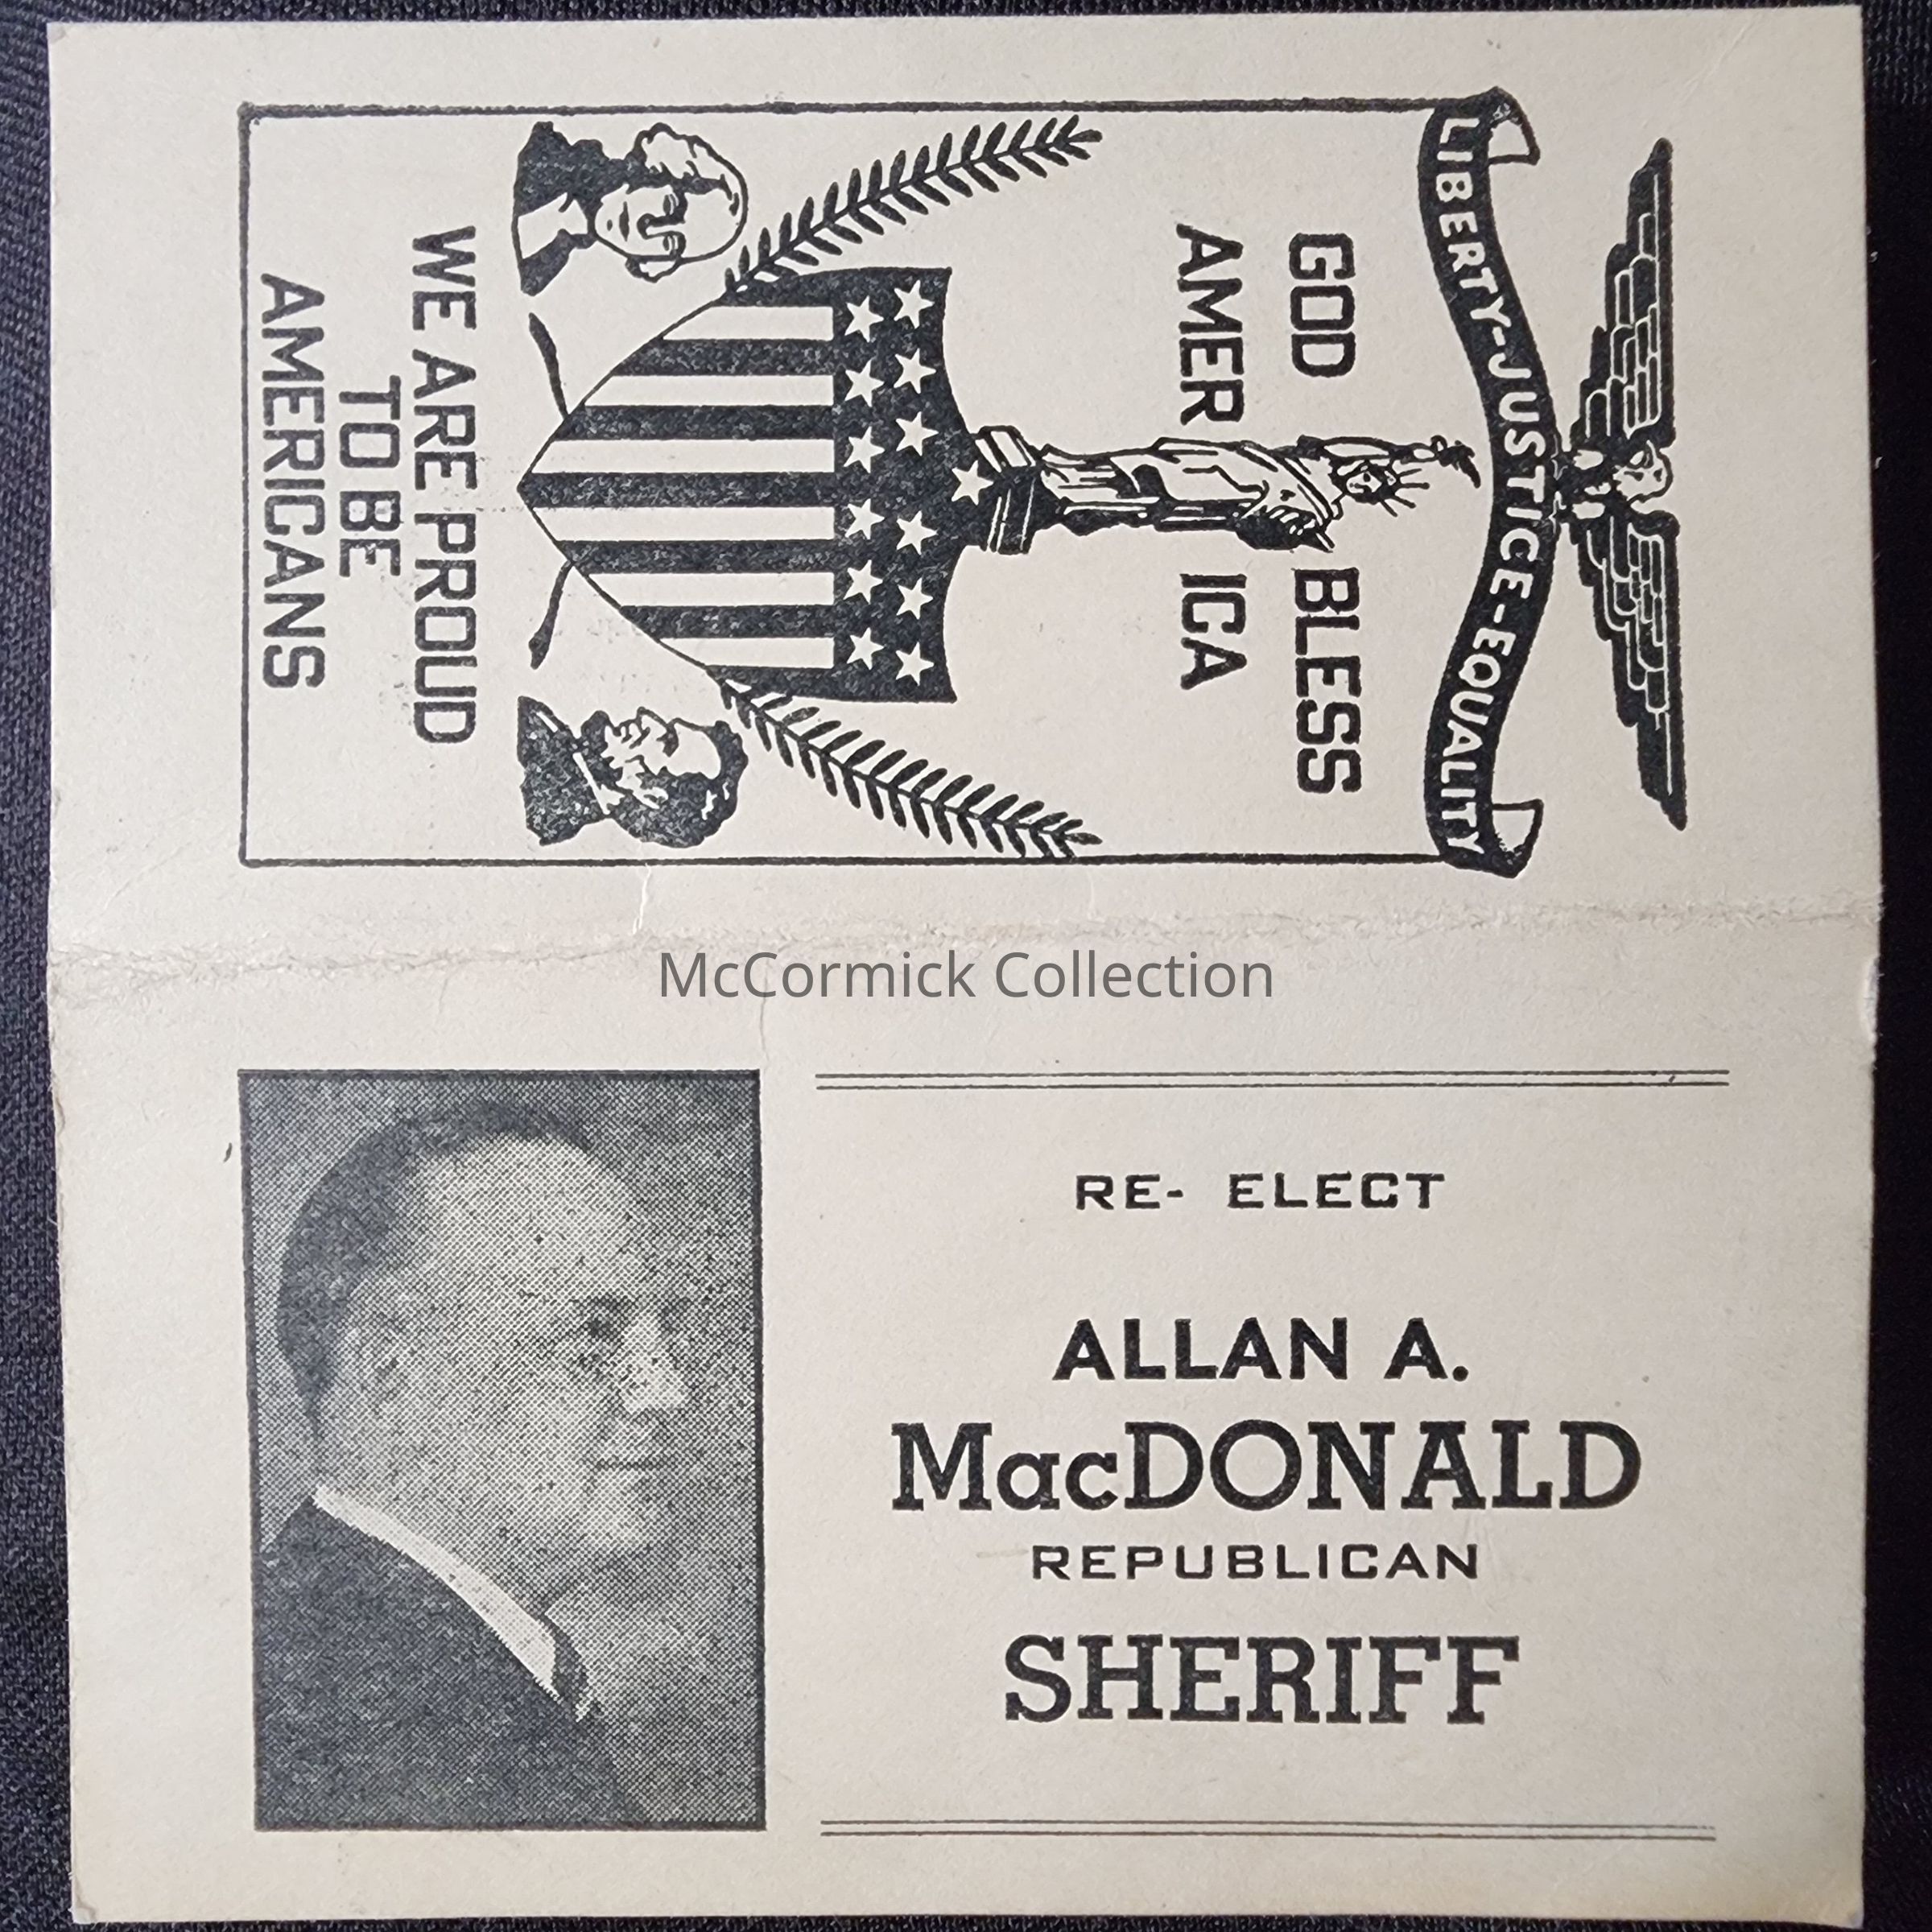 LIBERTY-JUSTICE-EQUALITY
GOD BLESS
AMER ICA
WE ARE PROUD
TO BE
AMERICANS
McCormick Collection
RE- ELECT
ALLAN A.
MacDONALD
REPUBLICAN
SHERIFF